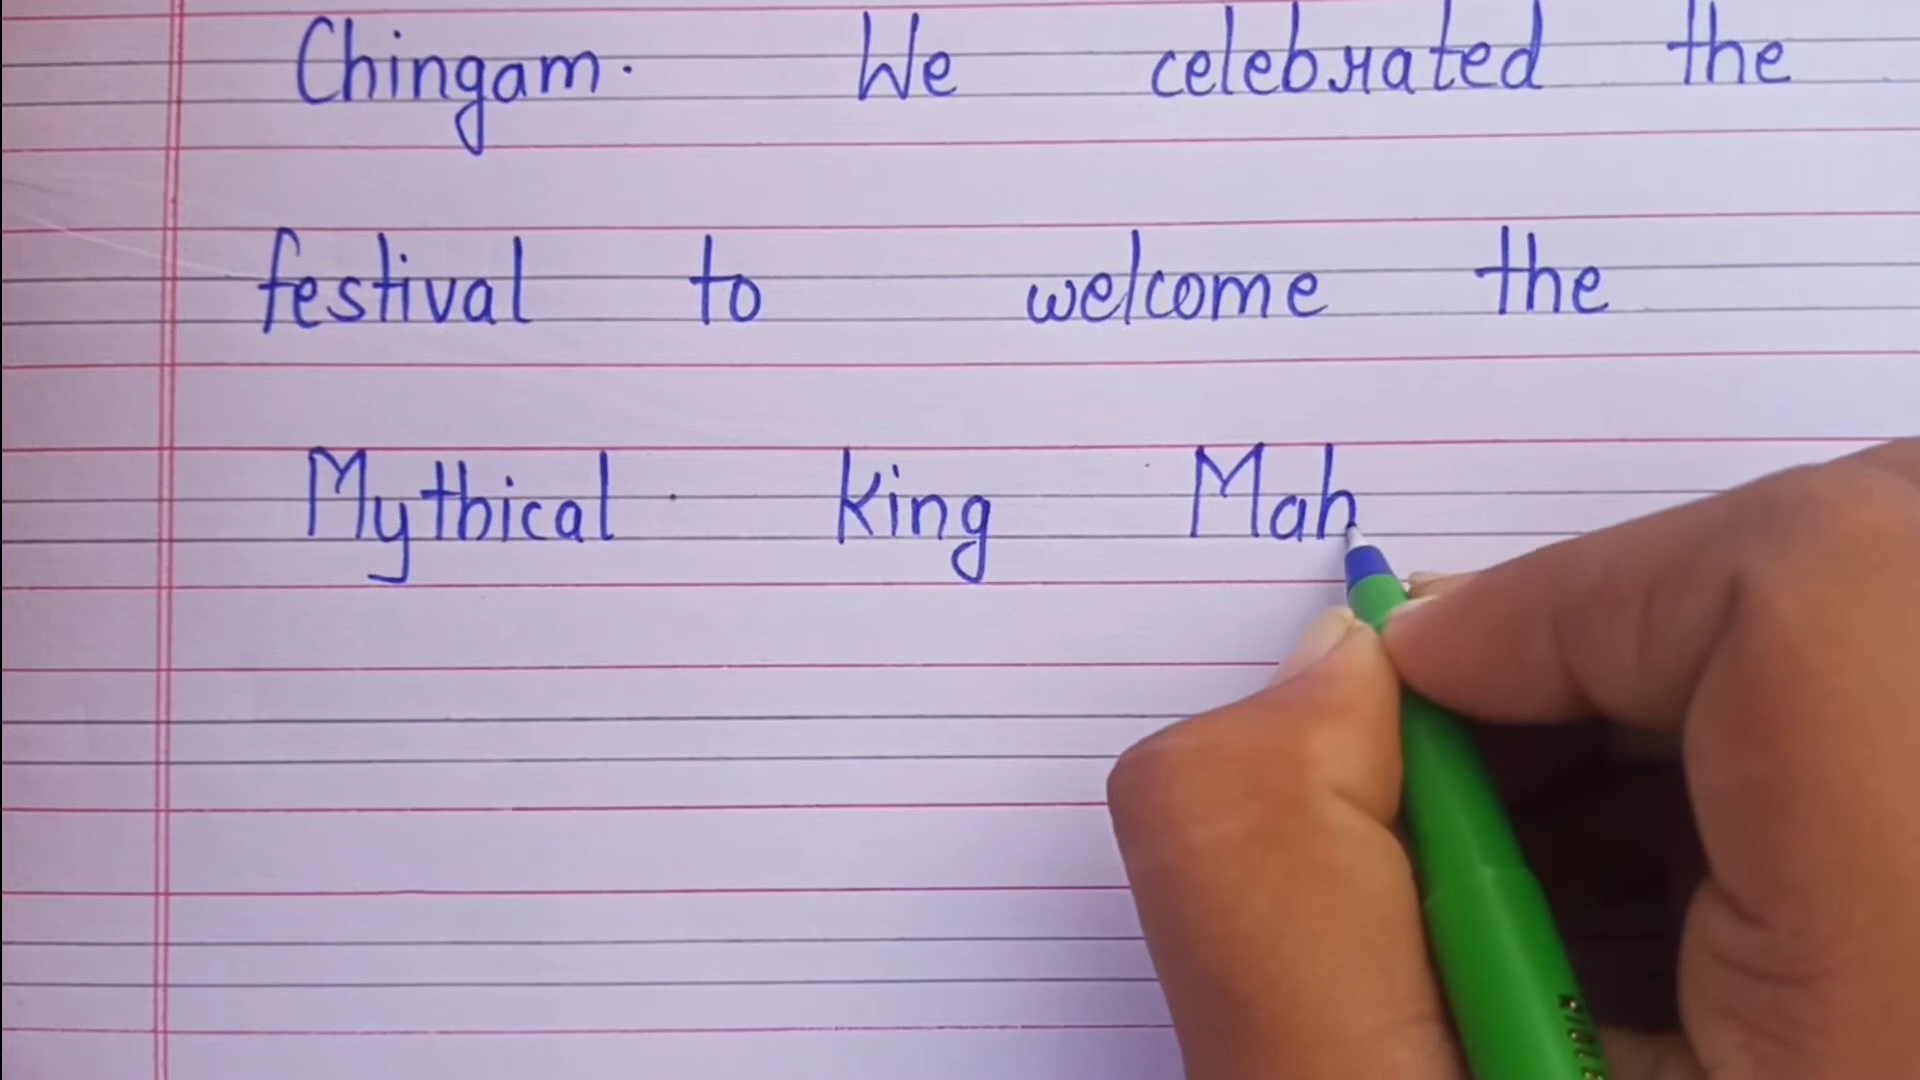 Chingam. We celebrated the
festival to welcome the
Mythical king Mah